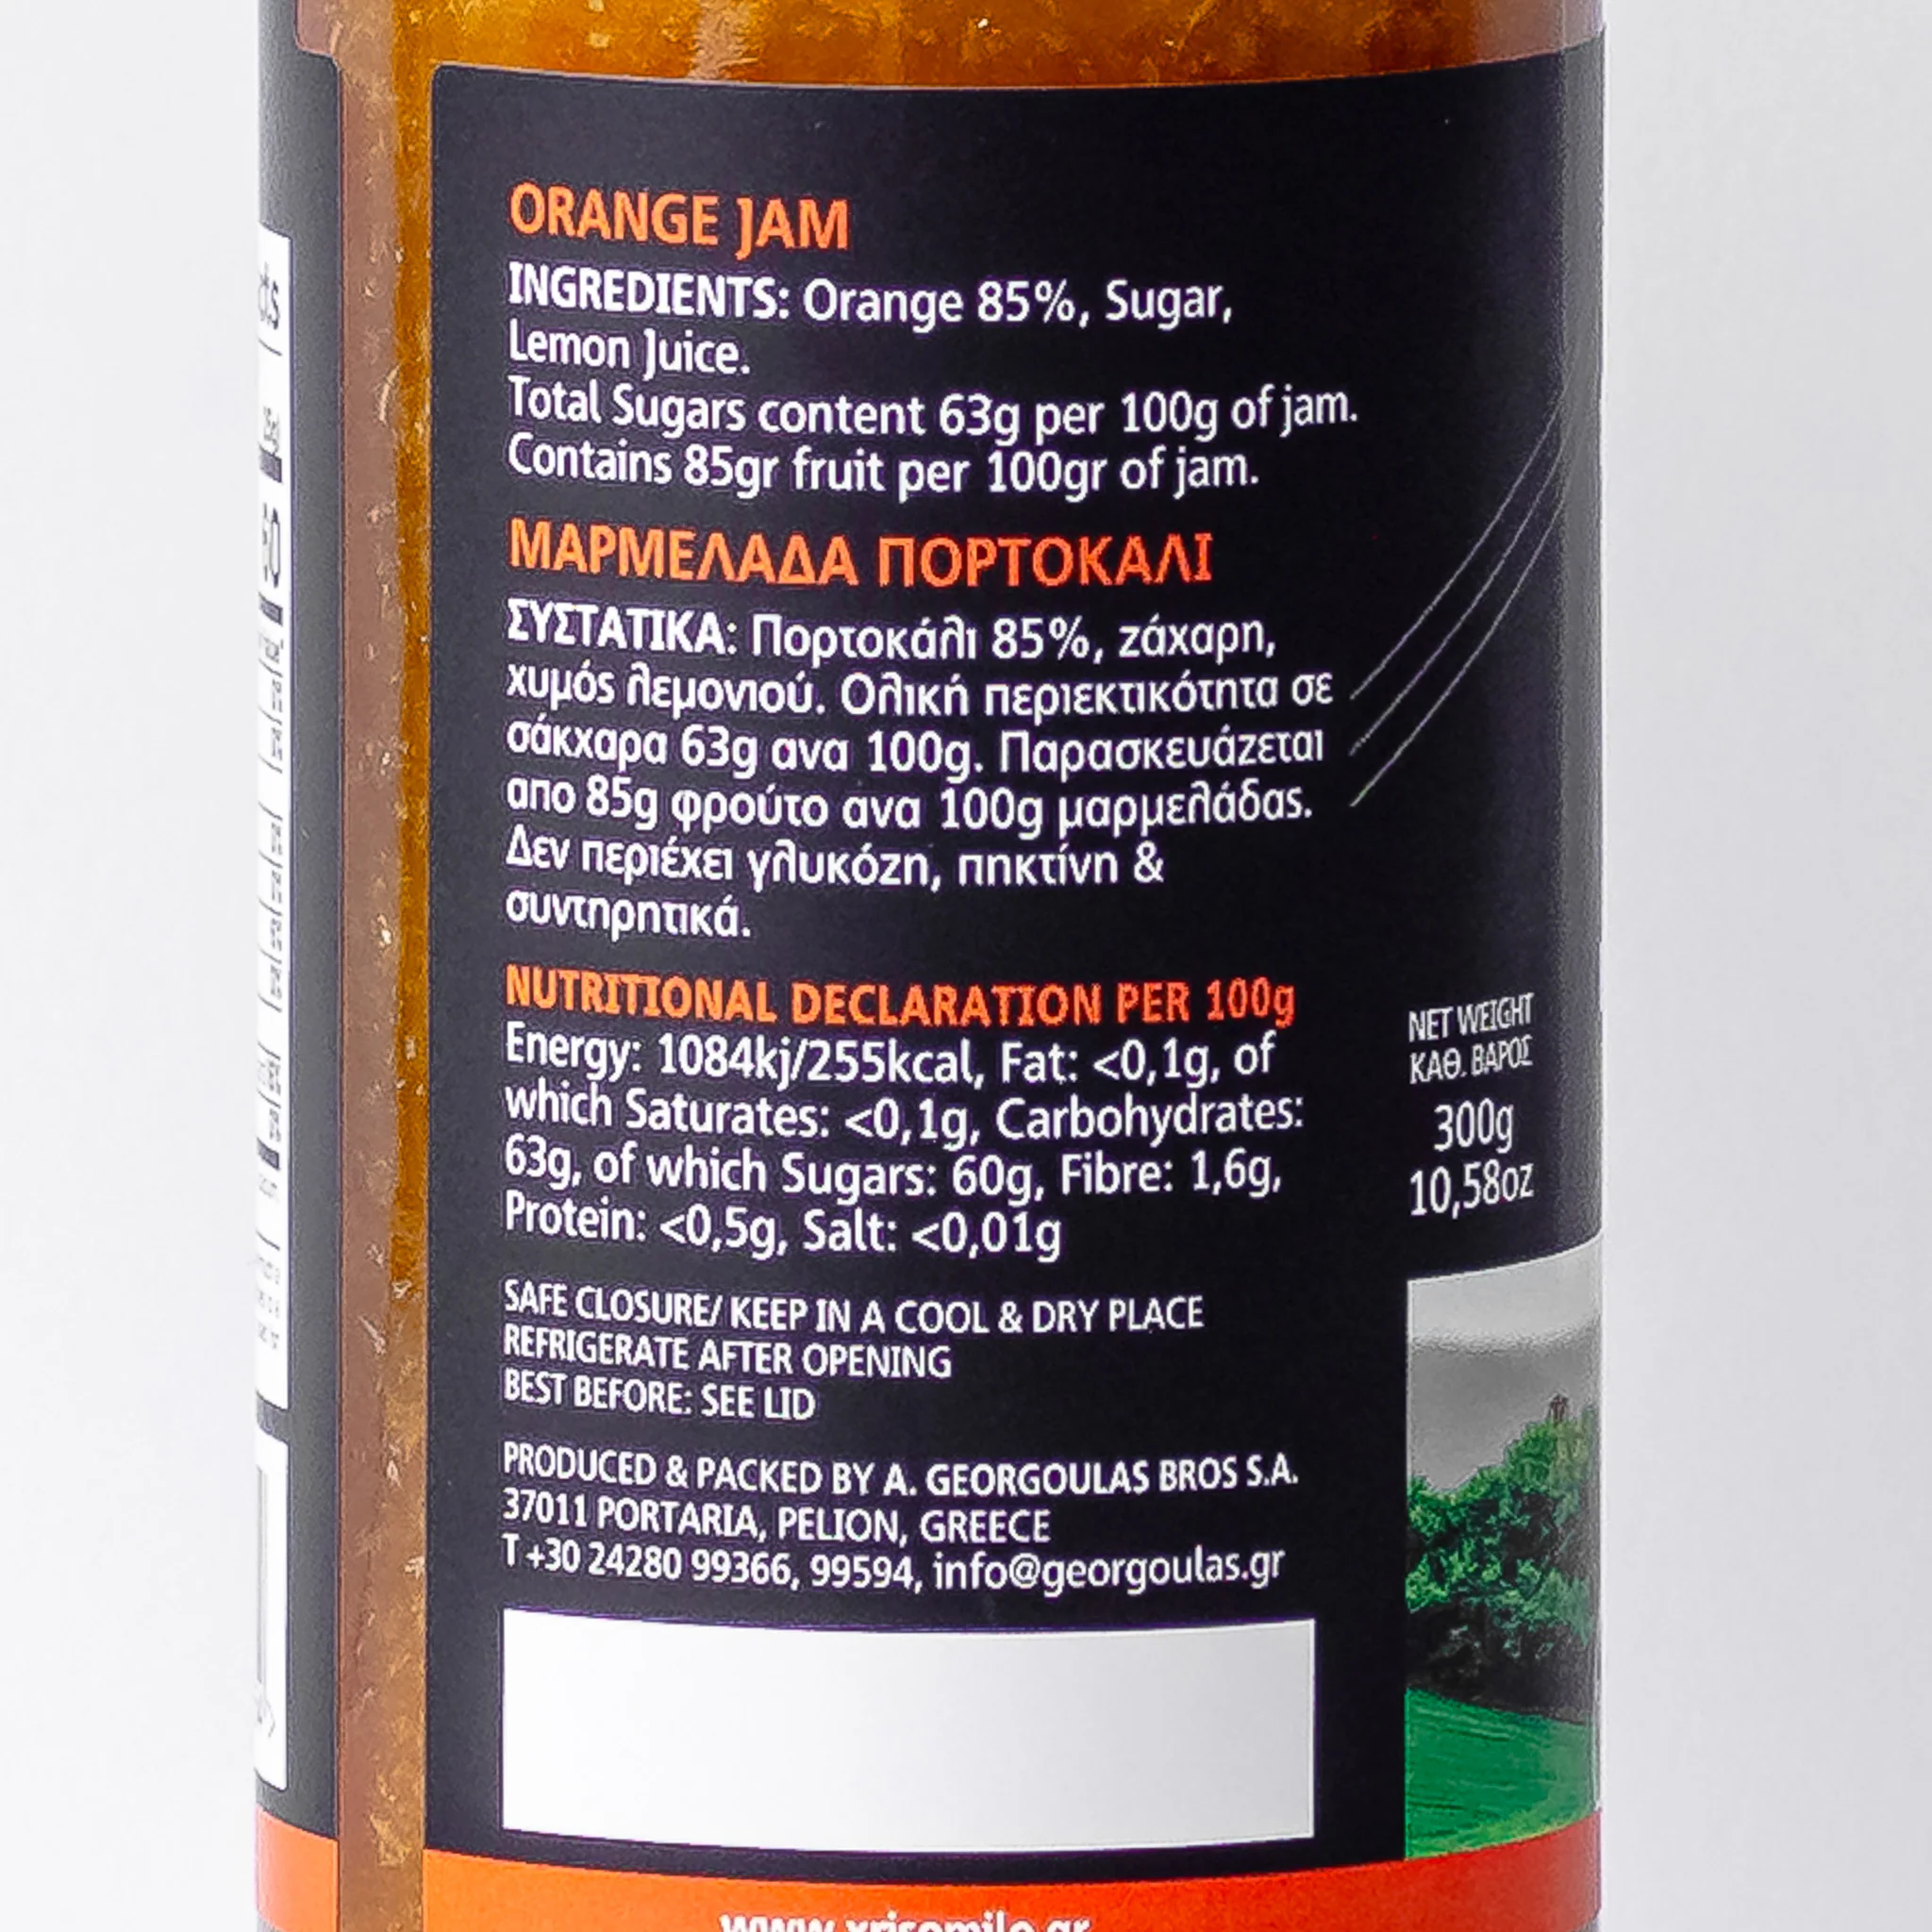 ORANGE JAM
INGREDIENTS: Orange 85%, Sugar,
Lemon Juice.
Total Sugars content 63g per 100g of jam.
Contains 85gr fruit per 100gr of jam.
ΜΑΡΜΕΛΑΔΑ ΠΟΡΤΟΚΑΛΙ
ΣΥΣΤΑΤΙΚΑ: Πορτοκάλι 85%, ζάχαρη,
χυμός λεμονιού. Ολική περιεκτικότητα σε
σάκχαρα 63g ανα 100g. Παρασκευάζεται
απο 85g φρούτο ανα 100g μαρμελάδας.
Δεν περιέχει γλυκόζη, πηκτίνη &
συντηρητικά.
NUTRITIONAL DECLARATION PER 100g
Energy: 1084kj/255kcal, Fat: <0,1g, of
which Saturates: <0,1g, Carbohydrates:
63g, of which Sugars: 60g, Fibre: 1,6g,
Protein: <0,5g, Salt: <0,01g
NET WEIGHT
ΚΑΘ. ΒΑΡΟΣ
300g
10,58oz
SAFE CLOSURE/ KEEP IN A COOL & DRY PLACE
REFRIGERATE AFTER OPENING
BEST BEFORE: SEE LID
PRODUCED & PACKED BY A. GEORGOULAS BROS S.A.
37011 PORTARIA, PELION, GREECE
T +30 24280 99366, 99594, info@georgoulas.gr
www.xrisomilo.gr